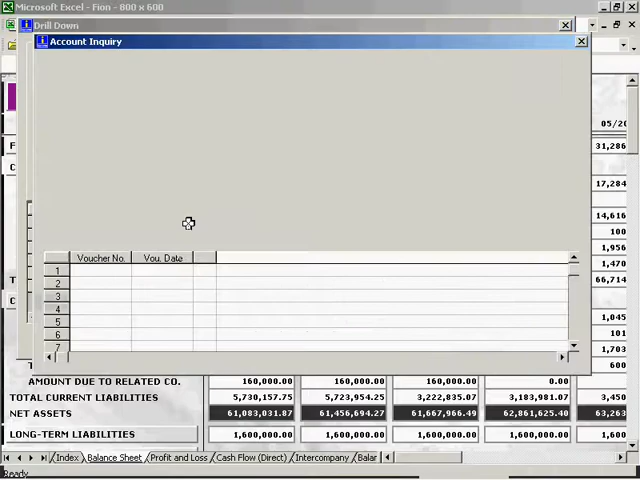 Microsoft Excel - Fion - 800 x 600
Drill Down
Account Inquiry
05/20
31,286
17,284
14,616
100
1,956
1,470
66,714
1,045
101
1,703
600
Voucher No. Vou. Date
1
2
3
4
5
6
7
AMOUNT DUE TO RELATED CO. 160,000.00 160,000.00 160,000.00 0.00
TOTAL CURRENT LIABILITIES 5,730,157.75 5,723,954.25 3,222,835.07 3,183,981.07 3,450
NET ASSETS 61,083,031.87 61,456,694.27 61,667,966.49 62,861,625.40 63,263
LONG-TERM LIABILITIES 1,600,000.00 1,600,000.00 1,600,000.00 1,600,000.00 1,600
Index Balance Sheet Profit and Loss Cash Flow (Direct) Intercompany Balar
Ready